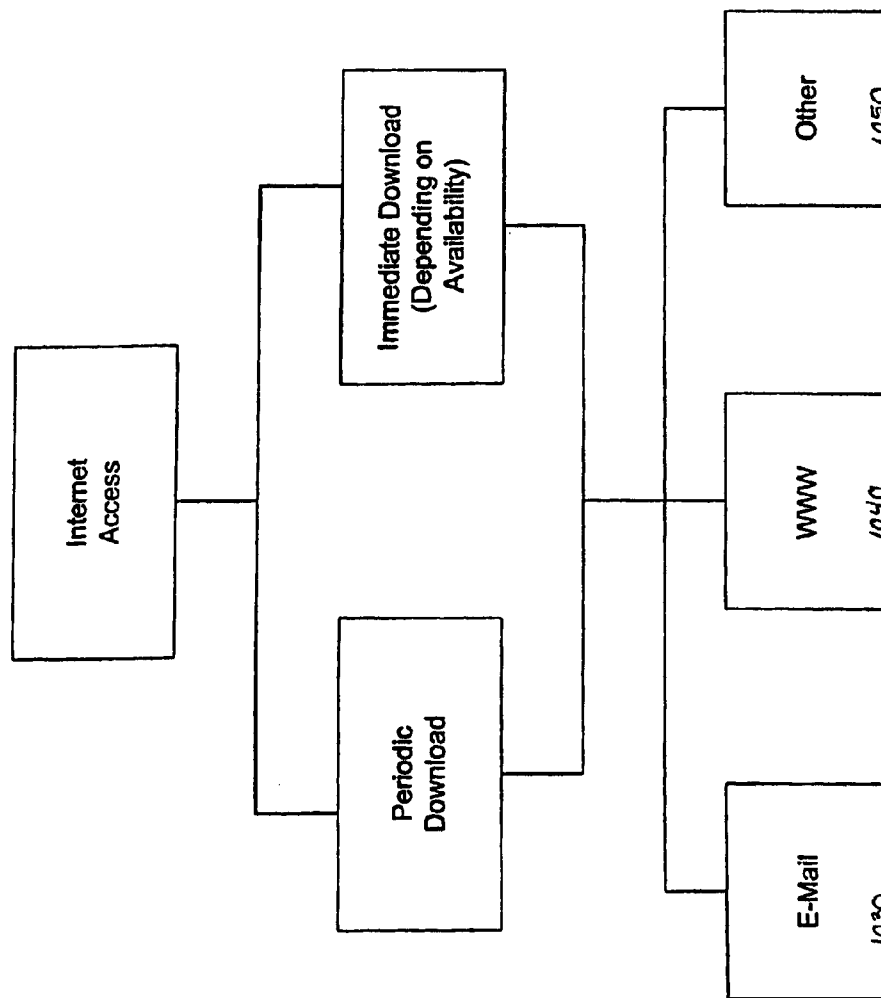 Internet
Access
Periodic
Download
Immediate Download
(Depending on
Availability)
E-Mail
WWW
Other